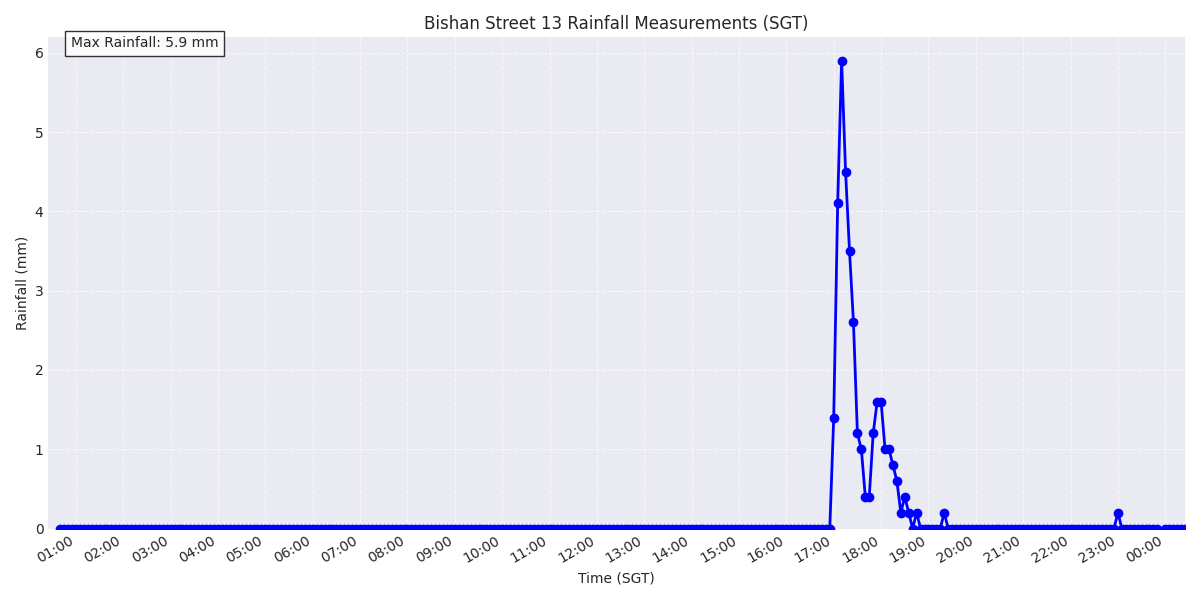 Bishan Street 13 Rainfall Measurements (SGT)
Max Rainfall: 5.9 mm
6
5
4
3
2
1
0
Rainfall (mm)
01:00 02:00 03:00 04:00 05:00 06:00 07:00 08:00 09:00 10:00 11:00 12:00 13:00 14:00 15:00 16:00 17:00 18:00 19:00 20:00 21:00 22:00 23:00 00:00
Time (SGT)